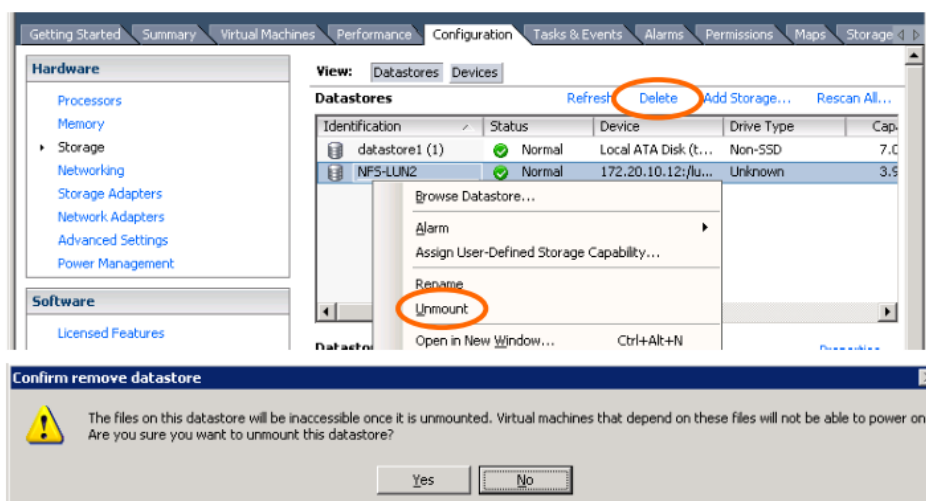 Getting Started Summary Virtual Machines Performance Configuration Tasks & Events Alarms Permissions Maps Storage
Hardware
Processors
Memory
Storage
Networking
Storage Adapters
Network Adapters
Advanced Settings
Power Management
Software
Licensed Features
View: Datastores Devices
Datastores Refresh Delete Add Storage... Rescan All...
Identification Status Device Drive Type Cap
datastore1 (1) Normal Local ATA Disk (t... Non-SSD 7.0
NFS-LUN2 Normal 172.20.10.12:/lu... Unknown 3.9
Browse Datastore...
Alarm
Assign User-Defined Storage Capability...
Rename
Unmount
Open in New Window... Ctrl+Alt+N
Confirm remove datastore
The files on this datastore will be inaccessible once it is unmounted. Virtual machines that depend on these files will not be able to power on
Are you sure you want to unmount this datastore?
Yes No